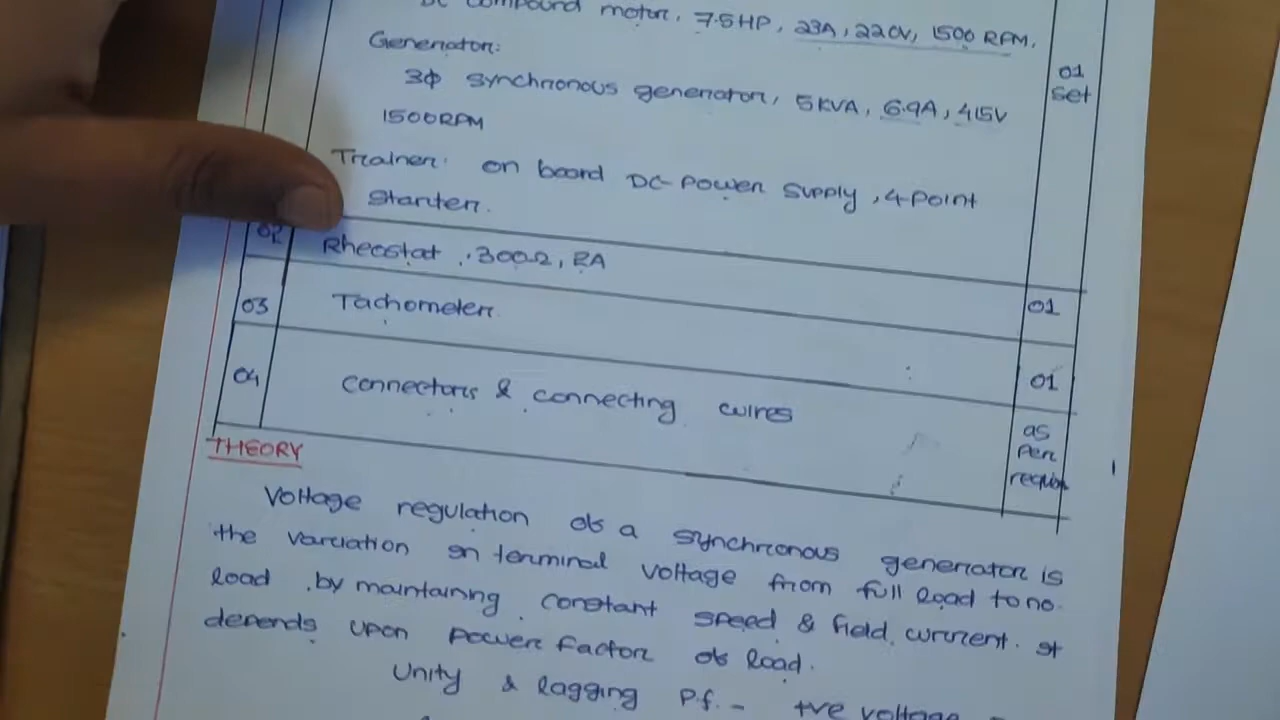 DC compound motor, 7.5HP, 23A, 220V, 1500 RPM.
Generator:
01
set
3Φ synchronous generator, 5KVA, 6.9A, 415V
1500RPM
Trainer: on board DC-Power supply, 4-Point
starter.
02 Rheostat, 300Ω, 2A 01
03 Tachometer 01
04 connectors & connecting wires as
per
requir
THEORY
Voltage regulation of a synchronous generator is
the variation in terminal voltage from full load to no
load by maintaining constant speed & field current. It
depends upon power factor of load.
Unity & lagging P.f. - +ve voltage